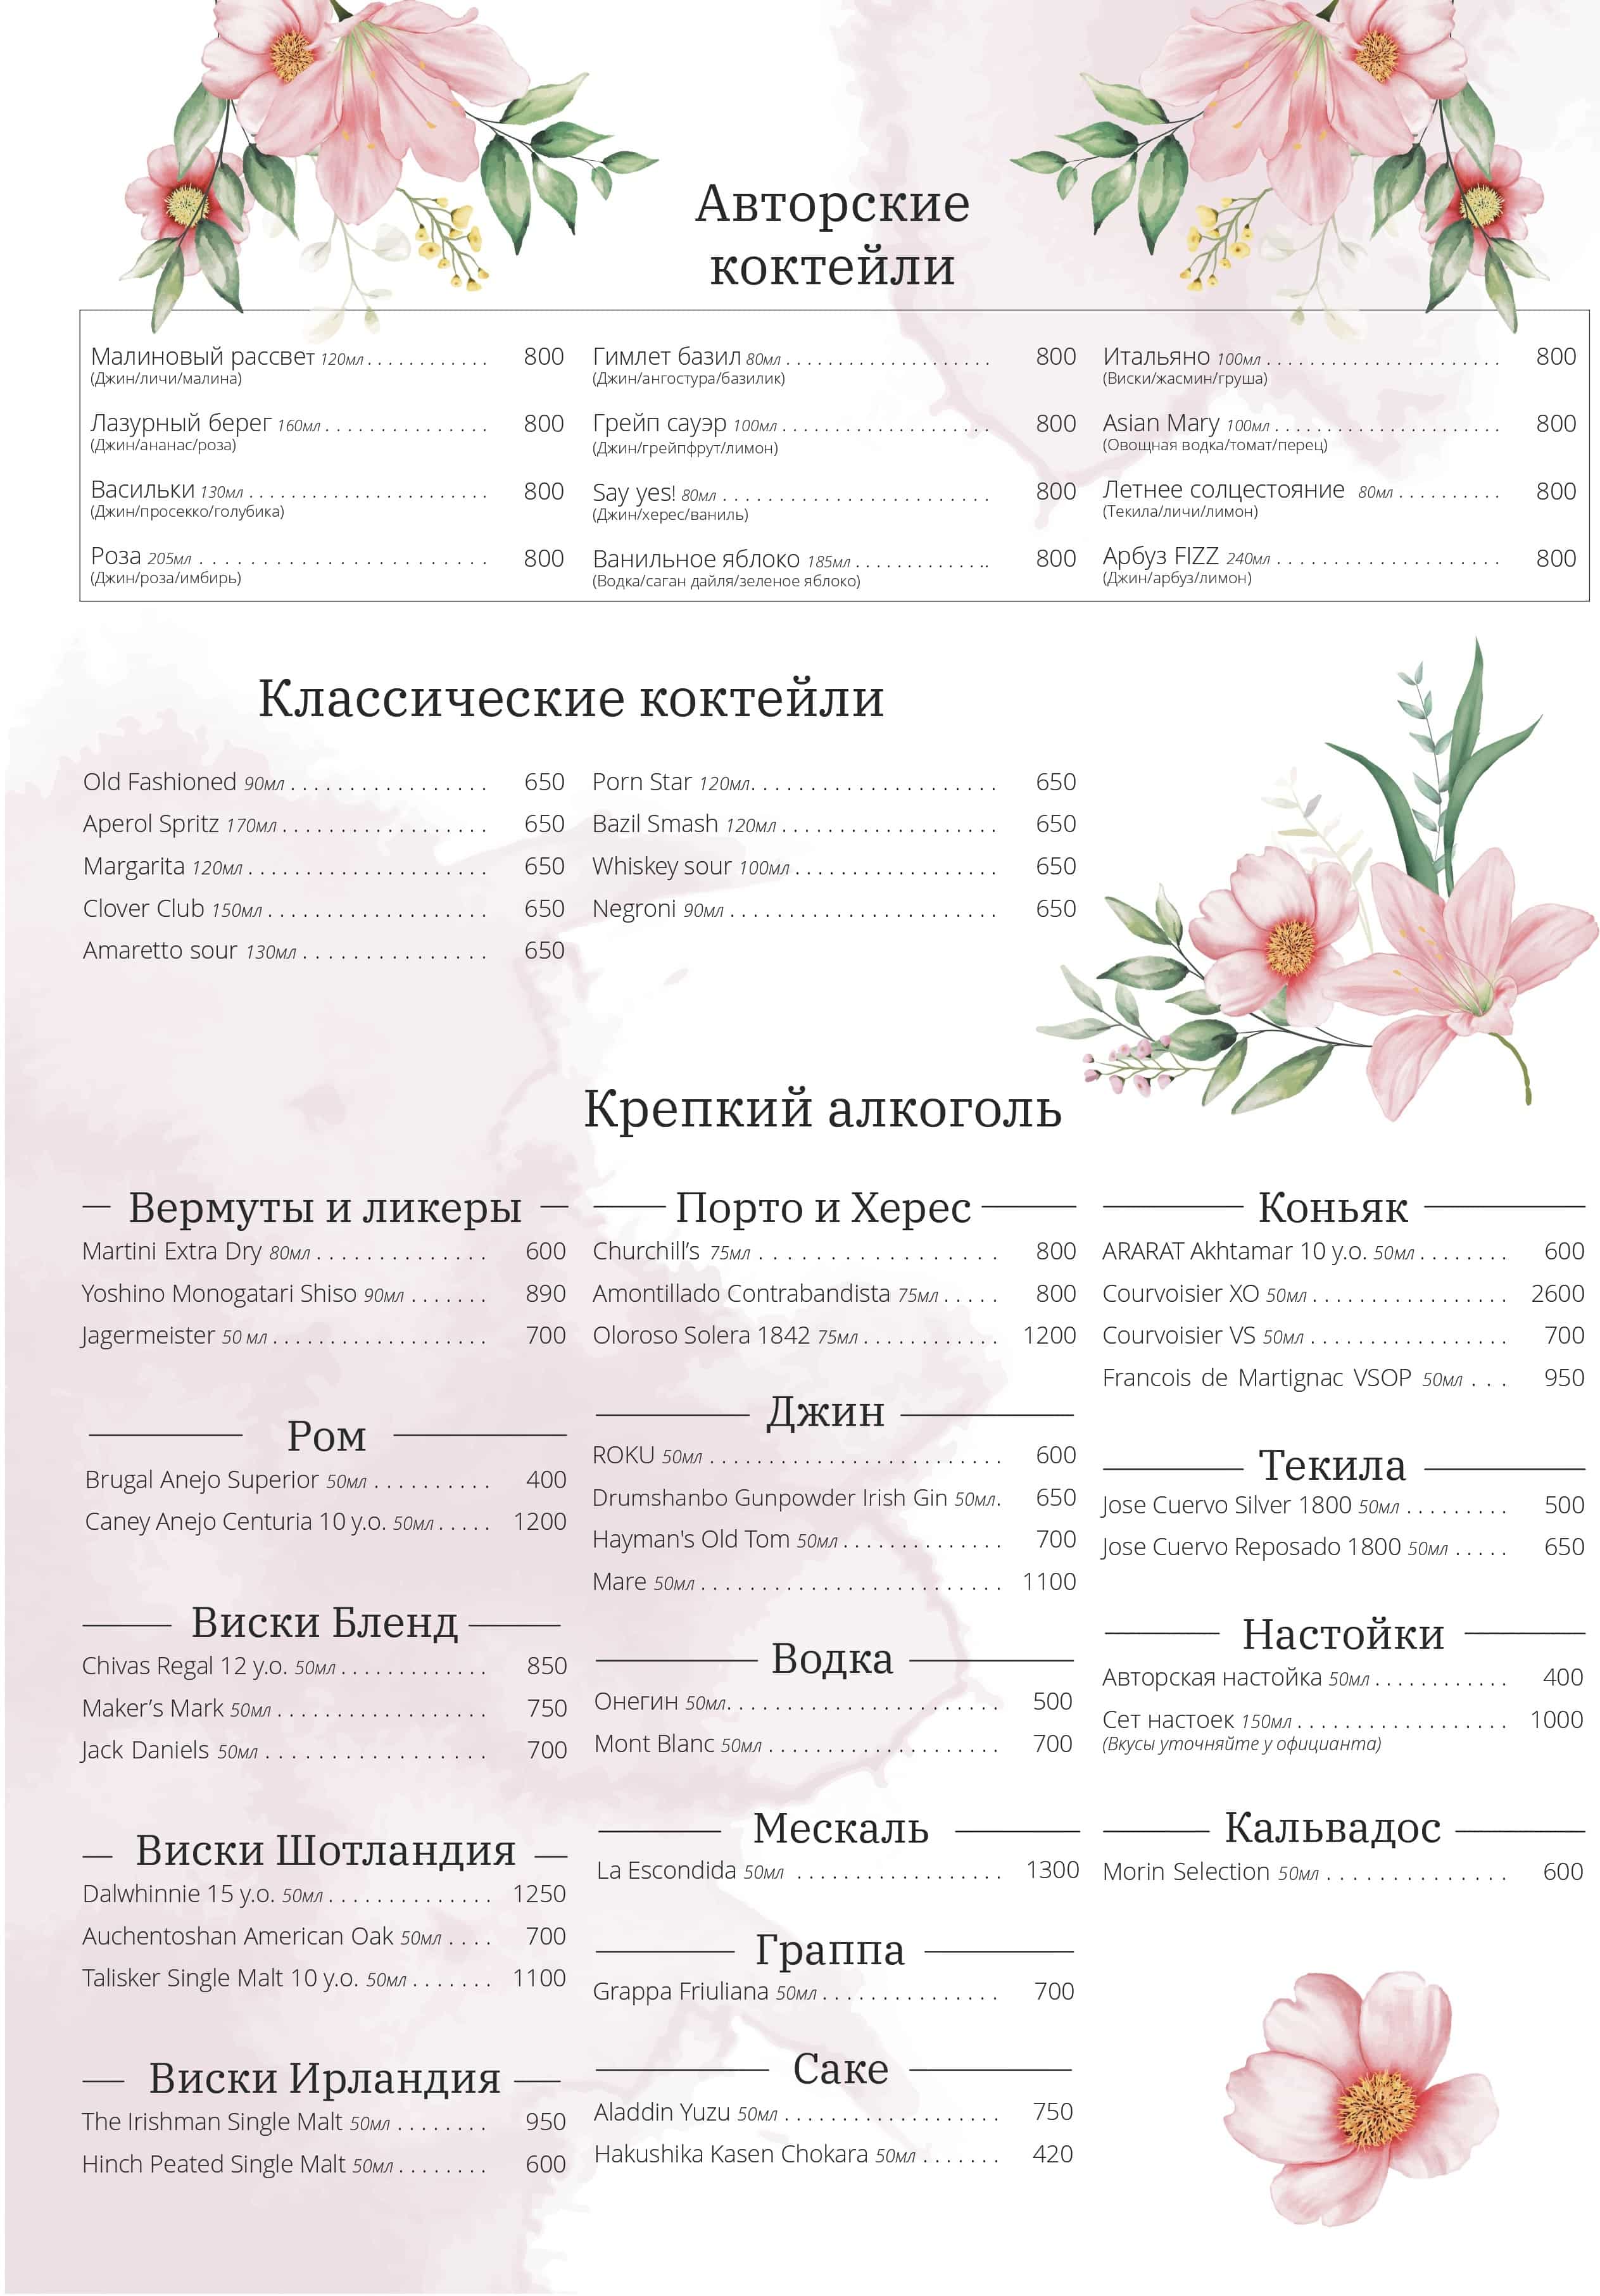 Авторские
коктейли
Малиновый рассвет 120мл . . . . . . . . . . . . 800
(Джин/личи/малина)
Лазурный берег 160мл . . . . . . . . . . . . . . . 800
(Джин/ананас/роза)
Васильки 130мл . . . . . . . . . . . . . . . . . . . . . . 800
(Джин/просекко/голубика)
Роза 205мл . . . . . . . . . . . . . . . . . . . . . . . . 800
(Джин/роза/имбирь)
Гимлет базил 80мл . . . . . . . . . . . . . . . . . . . 800
(Джин/ангостура/базилик)
Грейп сауэр 100мл . . . . . . . . . . . . . . . . . . . 800
(Джин/грейпфрут/лимон)
Say yes! 80мл . . . . . . . . . . . . . . . . . . . . . . . . 800
(Джин/херес/ваниль)
Ванильное яблоко 185мл . . . . . . . . . . . . .. 800
(Водка/саган дайля/зеленое яблоко)
Итальяно 100мл . . . . . . . . . . . . . . . . . . . . . 800
(Виски/жасмин/груша)
Asian Mary 100мл . . . . . . . . . . . . . . . . . . . . 800
(Овощная водка/томат/перец)
Летнее солцестояние 80мл . . . . . . . . . . 800
(Текила/личи/лимон)
Арбуз FIZZ 240мл . . . . . . . . . . . . . . . . . . . . 800
(Джин/арбуз/лимон)
Классические коктейли
Old Fashioned 90мл . . . . . . . . . . . . . . . . . 650
Aperol Spritz 170мл . . . . . . . . . . . . . . . . . . 650
Margarita 120мл . . . . . . . . . . . . . . . . . . . . . 650
Clover Club 150мл . . . . . . . . . . . . . . . . . . . 650
Amaretto sour 130мл . . . . . . . . . . . . . . . 650
Porn Star 120мл. . . . . . . . . . . . . . . . . . . . . 650
Bazil Smash 120мл . . . . . . . . . . . . . . . . . . . 650
Whiskey sour 100мл . . . . . . . . . . . . . . . . . . 650
Negroni 90мл . . . . . . . . . . . . . . . . . . . . . . . 650
Крепкий алкоголь
Вермуты и ликеры
Martini Extra Dry 80мл . . . . . . . . . . . . . . 600
Yoshino Monogatari Shiso 90мл . . . . . . . 890
Jagermeister 50 мл . . . . . . . . . . . . . . . . . . . 700
Ром
Brugal Anejo Superior 50мл . . . . . . . . . . 400
Caney Anejo Centuria 10 y.o. 50мл . . . . . 1200
Виски Бленд
Chivas Regal 12 y.o. 50мл . . . . . . . . . . . . . 850
Maker’s Mark 50мл . . . . . . . . . . . . . . . . . . 750
Jack Daniels 50мл . . . . . . . . . . . . . . . . . . . 700
Виски Шотландия
Dalwhinnie 15 y.o. 50мл . . . . . . . . . . . . . . 1250
Auchentoshan American Oak 50мл . . . . 700
Talisker Single Malt 10 y.o. 50мл . . . . . . . 1100
Виски Ирландия
The Irishman Single Malt 50мл . . . . . . . . 950
Hinch Peated Single Malt 50мл . . . . . . . . 600
Порто и Херес
Churchill’s 75мл . . . . . . . . . . . . . . . . . . . . 800
Amontillado Contrabandista 75мл . . . . . 800
Oloroso Solera 1842 75мл . . . . . . . . . . . . 1200
Джин
ROKU 50мл . . . . . . . . . . . . . . . . . . . . . . . . . 600
Drumshanbo Gunpowder Irish Gin 50мл. 650
Hayman's Old Tom 50мл . . . . . . . . . . . . . . 700
Mare 50мл . . . . . . . . . . . . . . . . . . . . . . . . . . 1100
Водка
Онегин 50мл. . . . . . . . . . . . . . . . . . . . . . . . 500
Mont Blanc 50мл . . . . . . . . . . . . . . . . . . . . 700
Мескаль
La Escondida 50мл . . . . . . . . . . . . . . . . . . 1300
Граппа
Grappa Friuliana 50мл . . . . . . . . . . . . . . . 700
Саке
Aladdin Yuzu 50мл . . . . . . . . . . . . . . . . . . . 750
Hakushika Kasen Chokara 50мл . . . . . . . 420
Коньяк
ARARAT Akhtamar 10 y.o. 50мл . . . . . . . . 600
Courvoisier XO 50мл . . . . . . . . . . . . . . . . . 2600
Courvoisier VS 50мл . . . . . . . . . . . . . . . . . 700
Francois de Martignac VSOP 50мл . . . 950
Текила
Jose Cuervo Silver 1800 50мл . . . . . . . . . 500
Jose Cuervo Reposado 1800 50мл . . . . . 650
Настойки
Авторская настойка 50мл . . . . . . . . . . . . 400
Сет настоек 150мл . . . . . . . . . . . . . . . . . . 1000
(Вкусы уточняйте у официанта)
Кальвадос
Morin Selection 50мл . . . . . . . . . . . . . . 600